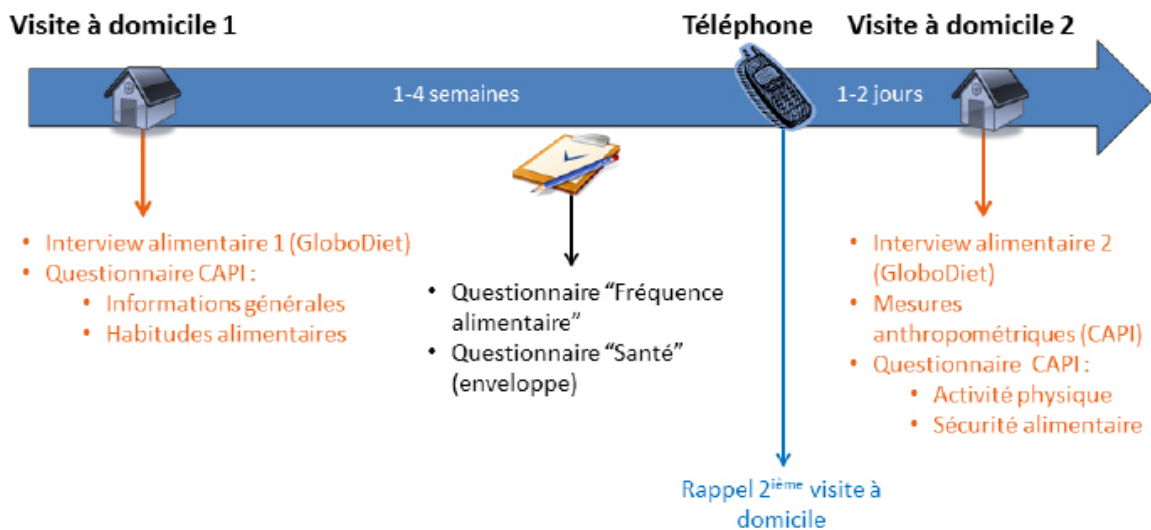 Visite à domicile 1
Téléphone
Visite à domicile 2
1-4 semaines
1-2 jours
• Interview alimentaire 1 (GloboDiet)
• Questionnaire CAPI :
• Informations générales
• Habitudes alimentaires
• Questionnaire “Fréquence
alimentaire”
• Questionnaire “Santé”
(enveloppe)
Rappel 2ième visite à
domicile
• Interview alimentaire 2
(GloboDiet)
• Mesures
anthropométriques (CAPI)
• Questionnaire CAPI :
• Activité physique
• Sécurité alimentaire